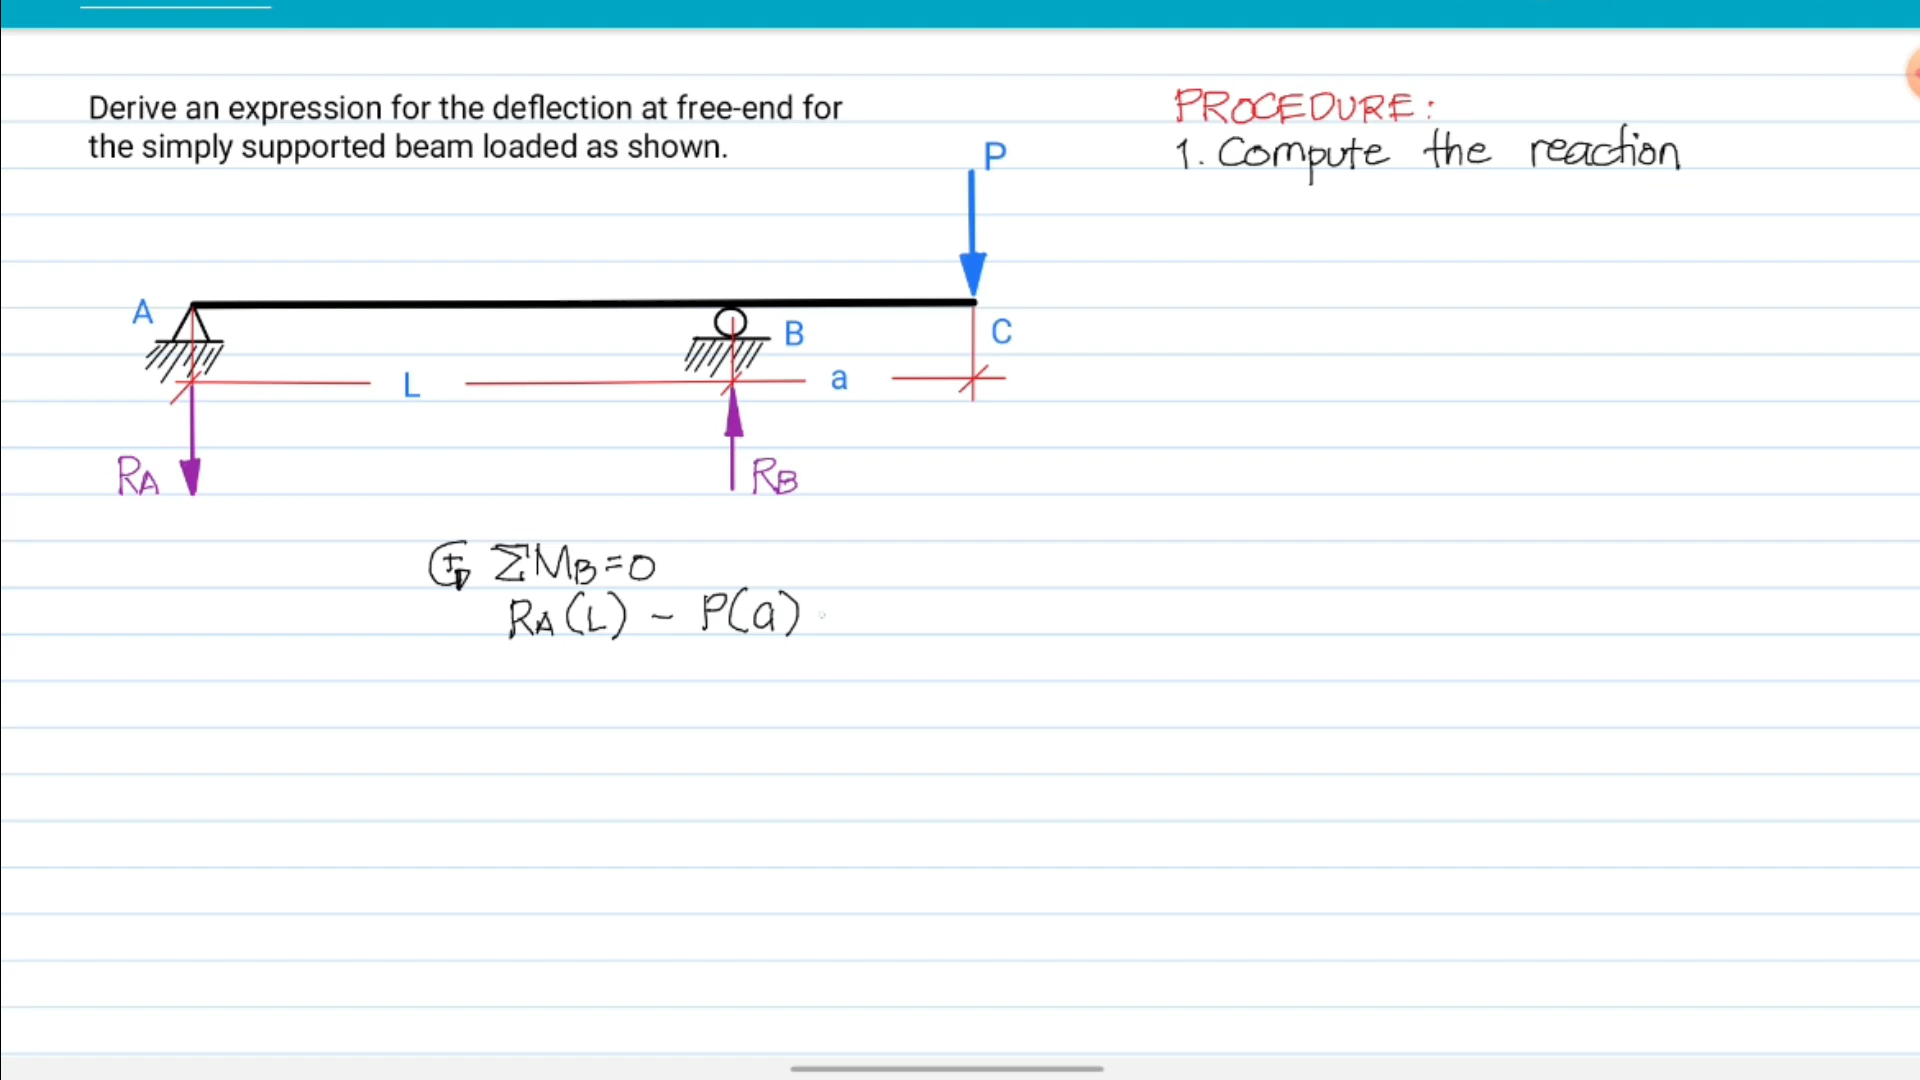 Derive an expression for the deflection at free-end for
the simply supported beam loaded as shown.
PROCEDURE:
1. Compute the reaction
P
A
B
C
L
a
RA
RB
+ ΣMB=0
RA(L) - P(a)